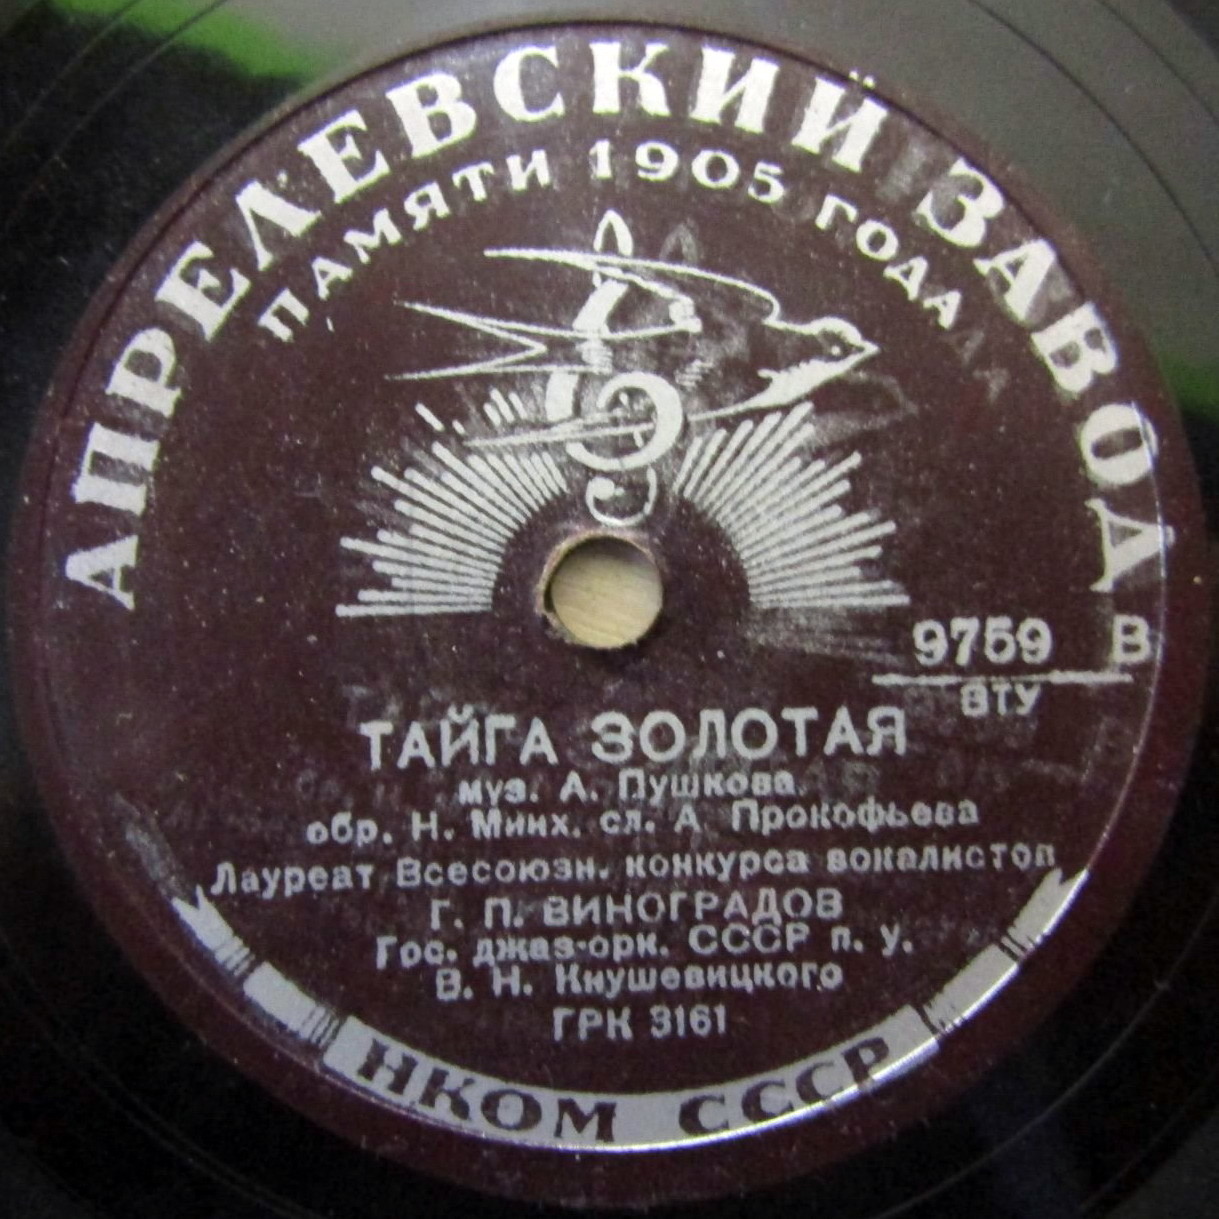 АПРЕЛЕВСКИЙ ЗАВОД
ПАМЯТИ 1905 ГОДА
9759 В
ВТУ
ТАЙГА ЗОЛОТАЯ
муз. А. Пушкова
обр. Н. Минх. сл. А. Прокофьева
Лауреат Всесоюзн. конкурса вокалистов
Г. П. ВИНОГРАДОВ
Гос. джаз-орк. СССР п. у.
В. Н. Кнушевицкого
ГРК 3161
НКОМ СССР